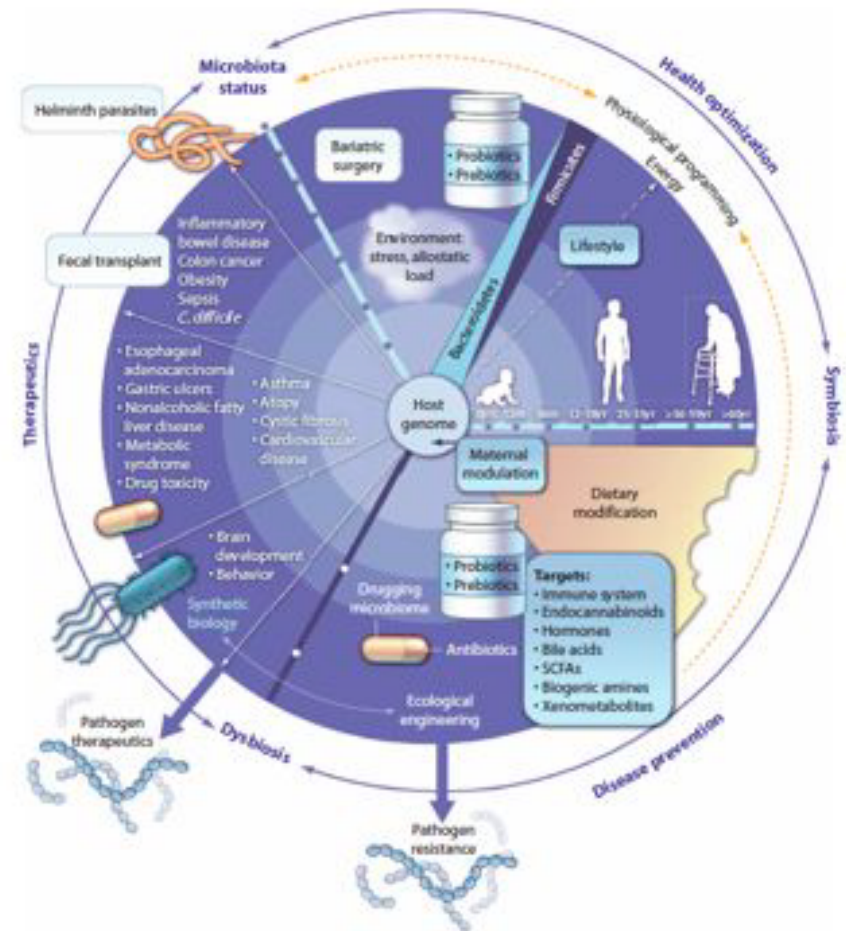 Microbiota
status
Health optimization
Helminth parasites
Bariatric
surgery
• Probiotics
• Prebiotics
Firmicutes
Physiological programming
Energy
Inflammatory
bowel disease
Colon cancer
Obesity
Sepsis
C. difficile
Fecal transplant
Environment:
stress, allostatic
load
Lifestyle
Bacteroidetes
Therapeutics
• Esophageal
adenocarcinoma
• Gastric ulcers
• Nonalcoholic fatty
liver disease
• Metabolic
syndrome
• Drug toxicity
• Asthma
• Atopy
• Cystic fibrosis
• Cardiovascular
disease
Host
genome
Symbiosis
Maternal
modulation
Dietary
modification
• Brain
development
• Behavior
Synthetic
biology
• Probiotics
• Prebiotics
Drugging
microbiome
Antibiotics
Targets:
• Immune system
• Endocannabinoids
• Hormones
• Bile acids
• SCFAs
• Biogenic amines
• Xenometabolites
Ecological
engineering
Pathogen
therapeutics
Dysbiosis
Disease prevention
Pathogen
resistance